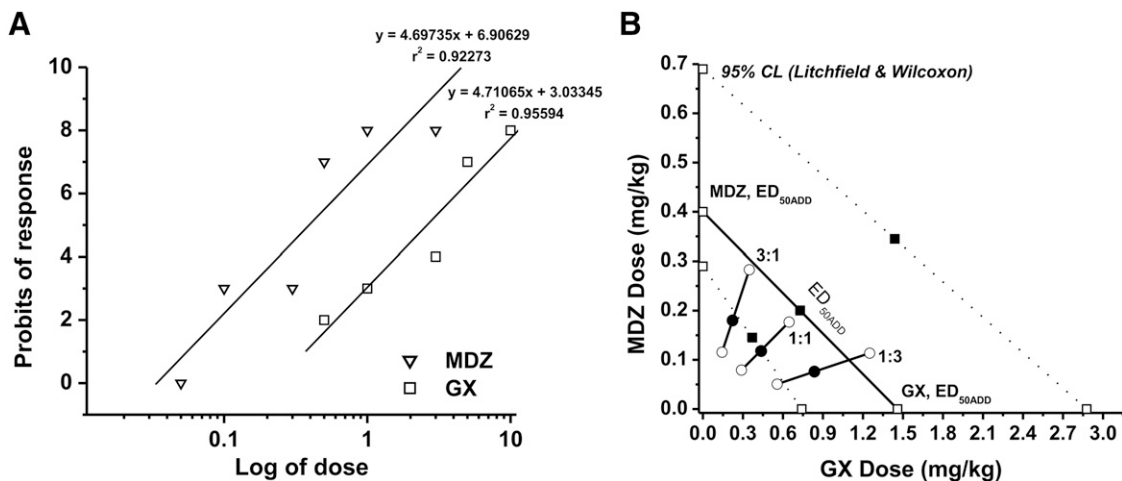 A
y = 4.69735x + 6.90629
r² = 0.92273
y = 4.71065x + 3.03345
r² = 0.95594
10
8
6
4
2
0
Probits of response
MDZ
GX
0.1
1
10
Log of dose
B
95% CL (Litchfield & Wilcoxon)
0.7
0.6
0.5
0.4
0.3
0.2
0.1
0.0
MDZ Dose (mg/kg)
MDZ, ED50ADD
3:1
ED50ADD
1:1
1:3
GX, ED50ADD
0.0 0.3 0.6 0.9 1.2 1.5 1.8 2.1 2.4 2.7 3.0
GX Dose (mg/kg)